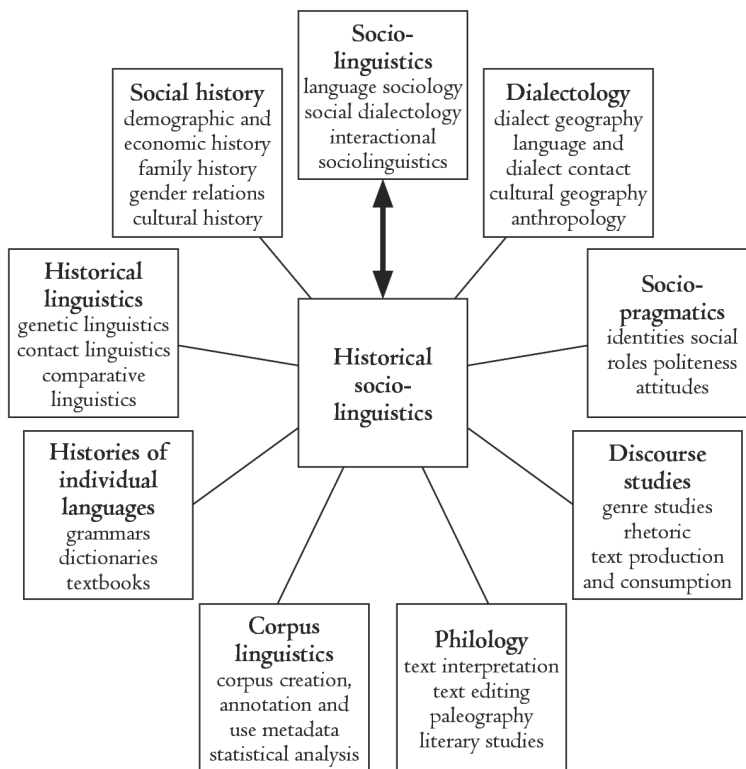 Socio-
linguistics
language sociology
social dialectology
interactional
sociolinguistics
Social history
demographic and
economic history
family history
gender relations
cultural history
Dialectology
dialect geography
language and
dialect contact
cultural geography
anthropology
Historical
linguistics
genetic linguistics
contact linguistics
comparative
linguistics
Historical
socio-
linguistics
Socio-
pragmatics
identities social
roles politeness
attitudes
Histories of
individual
languages
grammars
dictionaries
textbooks
Discourse
studies
genre studies
rhetoric
text production
and consumption
Corpus
linguistics
corpus creation,
annotation and
use metadata
statistical analysis
Philology
text interpretation
text editing
paleography
literary studies